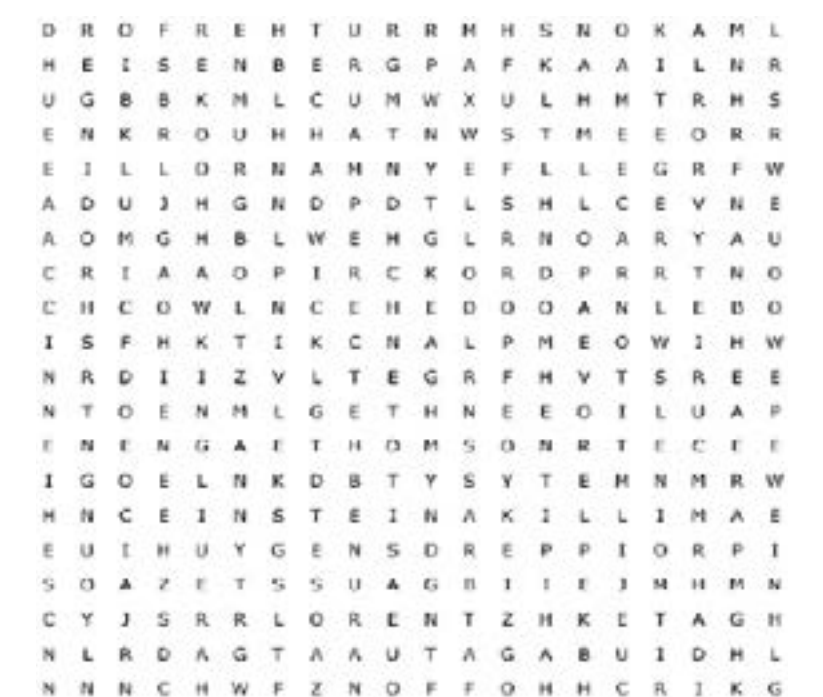 D R O F R E H T U R R M H S N O K A M L
H E I S E N B E R G P A F K A A I L N R
U G B B K M L C U M W X U L H M T R H S
E N K R O U H H A T N W S T M E E O R R
E I L L O R N A M N Y E F L L E G R F W
A D U J H G N D P D T L S H L C E V N E
A O M G H B L W E H G L R N O A R Y A U
C R I A A O P I R C K O R D P R R T N O
C H C O W L N C E H E D O O A N L E B O
I S F H K T I K C N A L P M E O W I H W
N R D I I Z V L T E G R F H V T S R E E
N T O E N M L G E T H N E E O I L U A P
E N E N G A E T H O M S O N R T E C E E
I G O E L N K D B T Y S Y T E M N M R W
H N C E I N S T E I N A K I L L I M A E
E U I H U Y G E N S D R E P P I O R P I
S O A Z E T S S U A G B I I E J M H M N
C Y J S R R L O R E N T Z H K E T A G H
N L R D A G T A A U T A G A B U I D H L
N N N C H W F Z N O F F O H H C R I K G